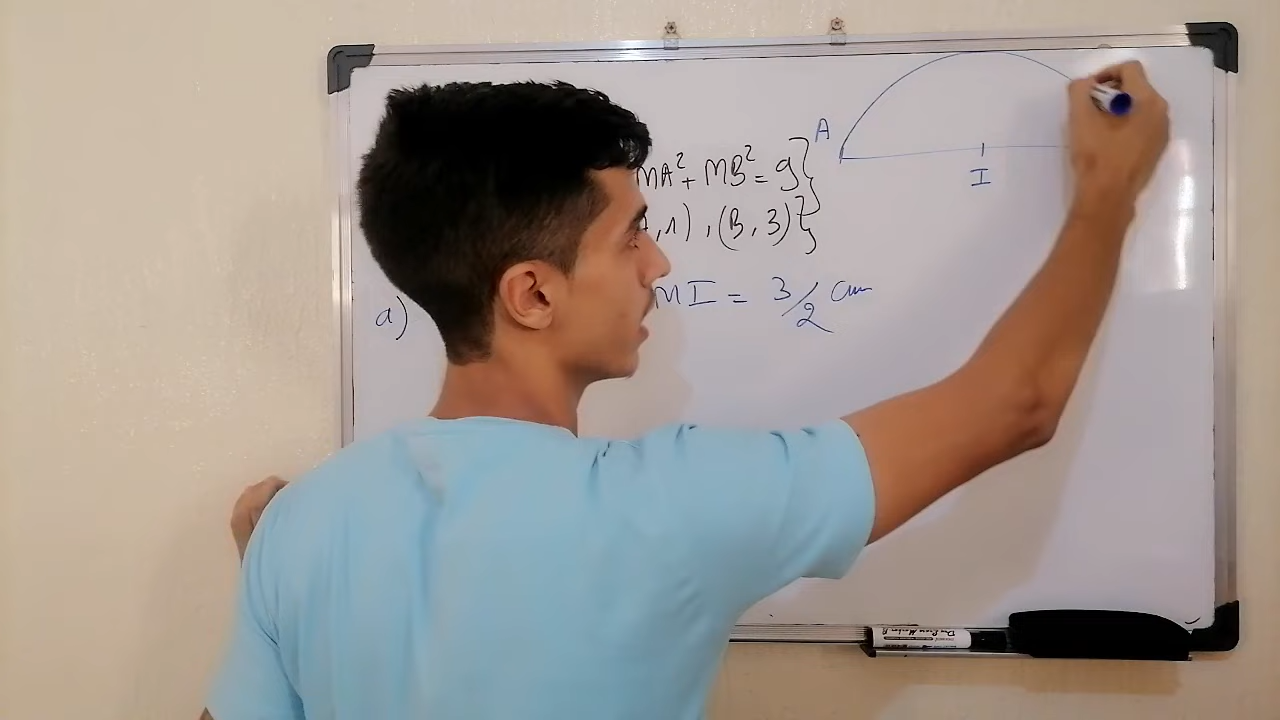 MA² + MB² = 9}
,1) , (B, 3)}
a) MI = 3/2 cm
A
I